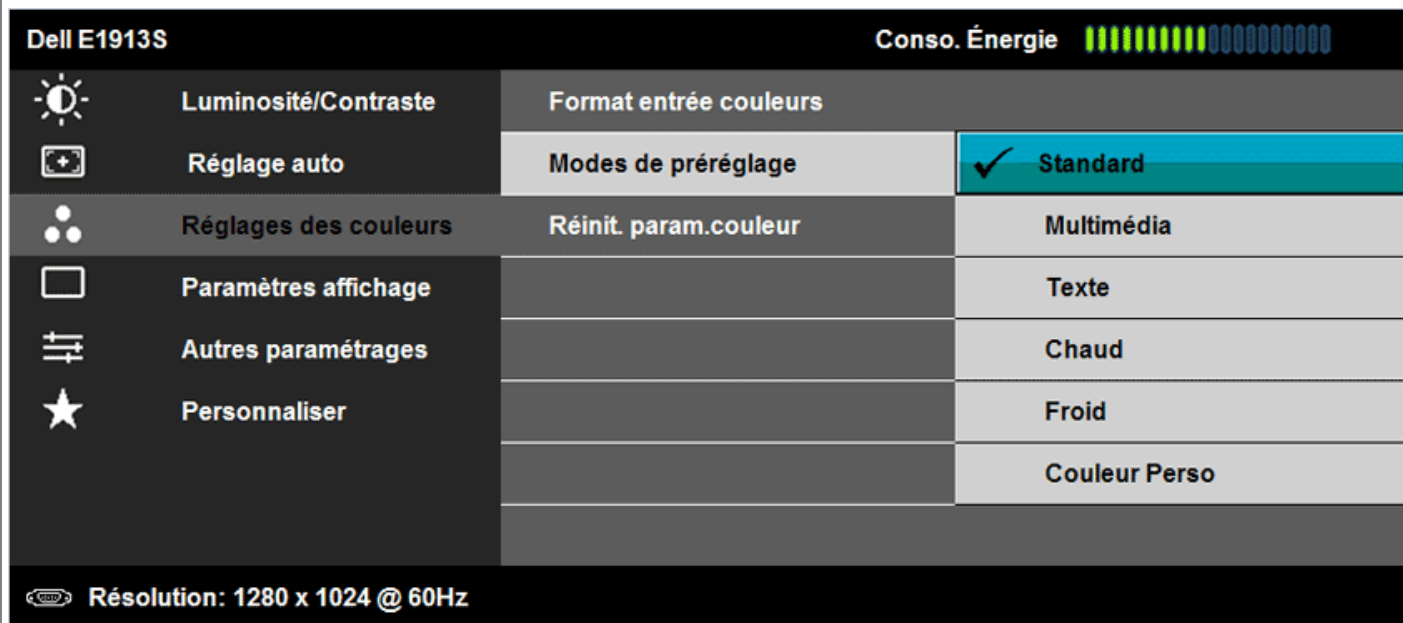 Dell E1913S Conso. Énergie
Luminosité/Contraste Format entrée couleurs
Réglage auto Modes de préréglage Standard
Réglages des couleurs Réinit. param.couleur Multimédia
Paramètres affichage Texte
Autres paramétrages Chaud
Personnaliser Froid
Couleur Perso
Résolution: 1280 x 1024 @ 60Hz